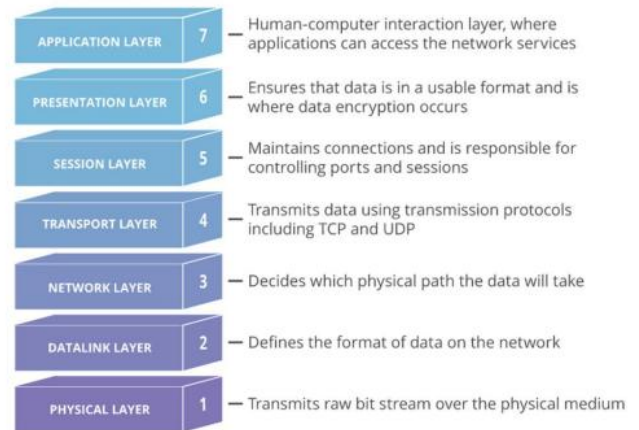 APPLICATION LAYER 7
Human-computer interaction layer, where
applications can access the network services
PRESENTATION LAYER 6
Ensures that data is in a usable format and is
where data encryption occurs
SESSION LAYER 5
Maintains connections and is responsible for
controlling ports and sessions
TRANSPORT LAYER 4
Transmits data using transmission protocols
including TCP and UDP
NETWORK LAYER 3
Decides which physical path the data will take
DATALINK LAYER 2
Defines the format of data on the network
PHYSICAL LAYER 1
Transmits raw bit stream over the physical medium